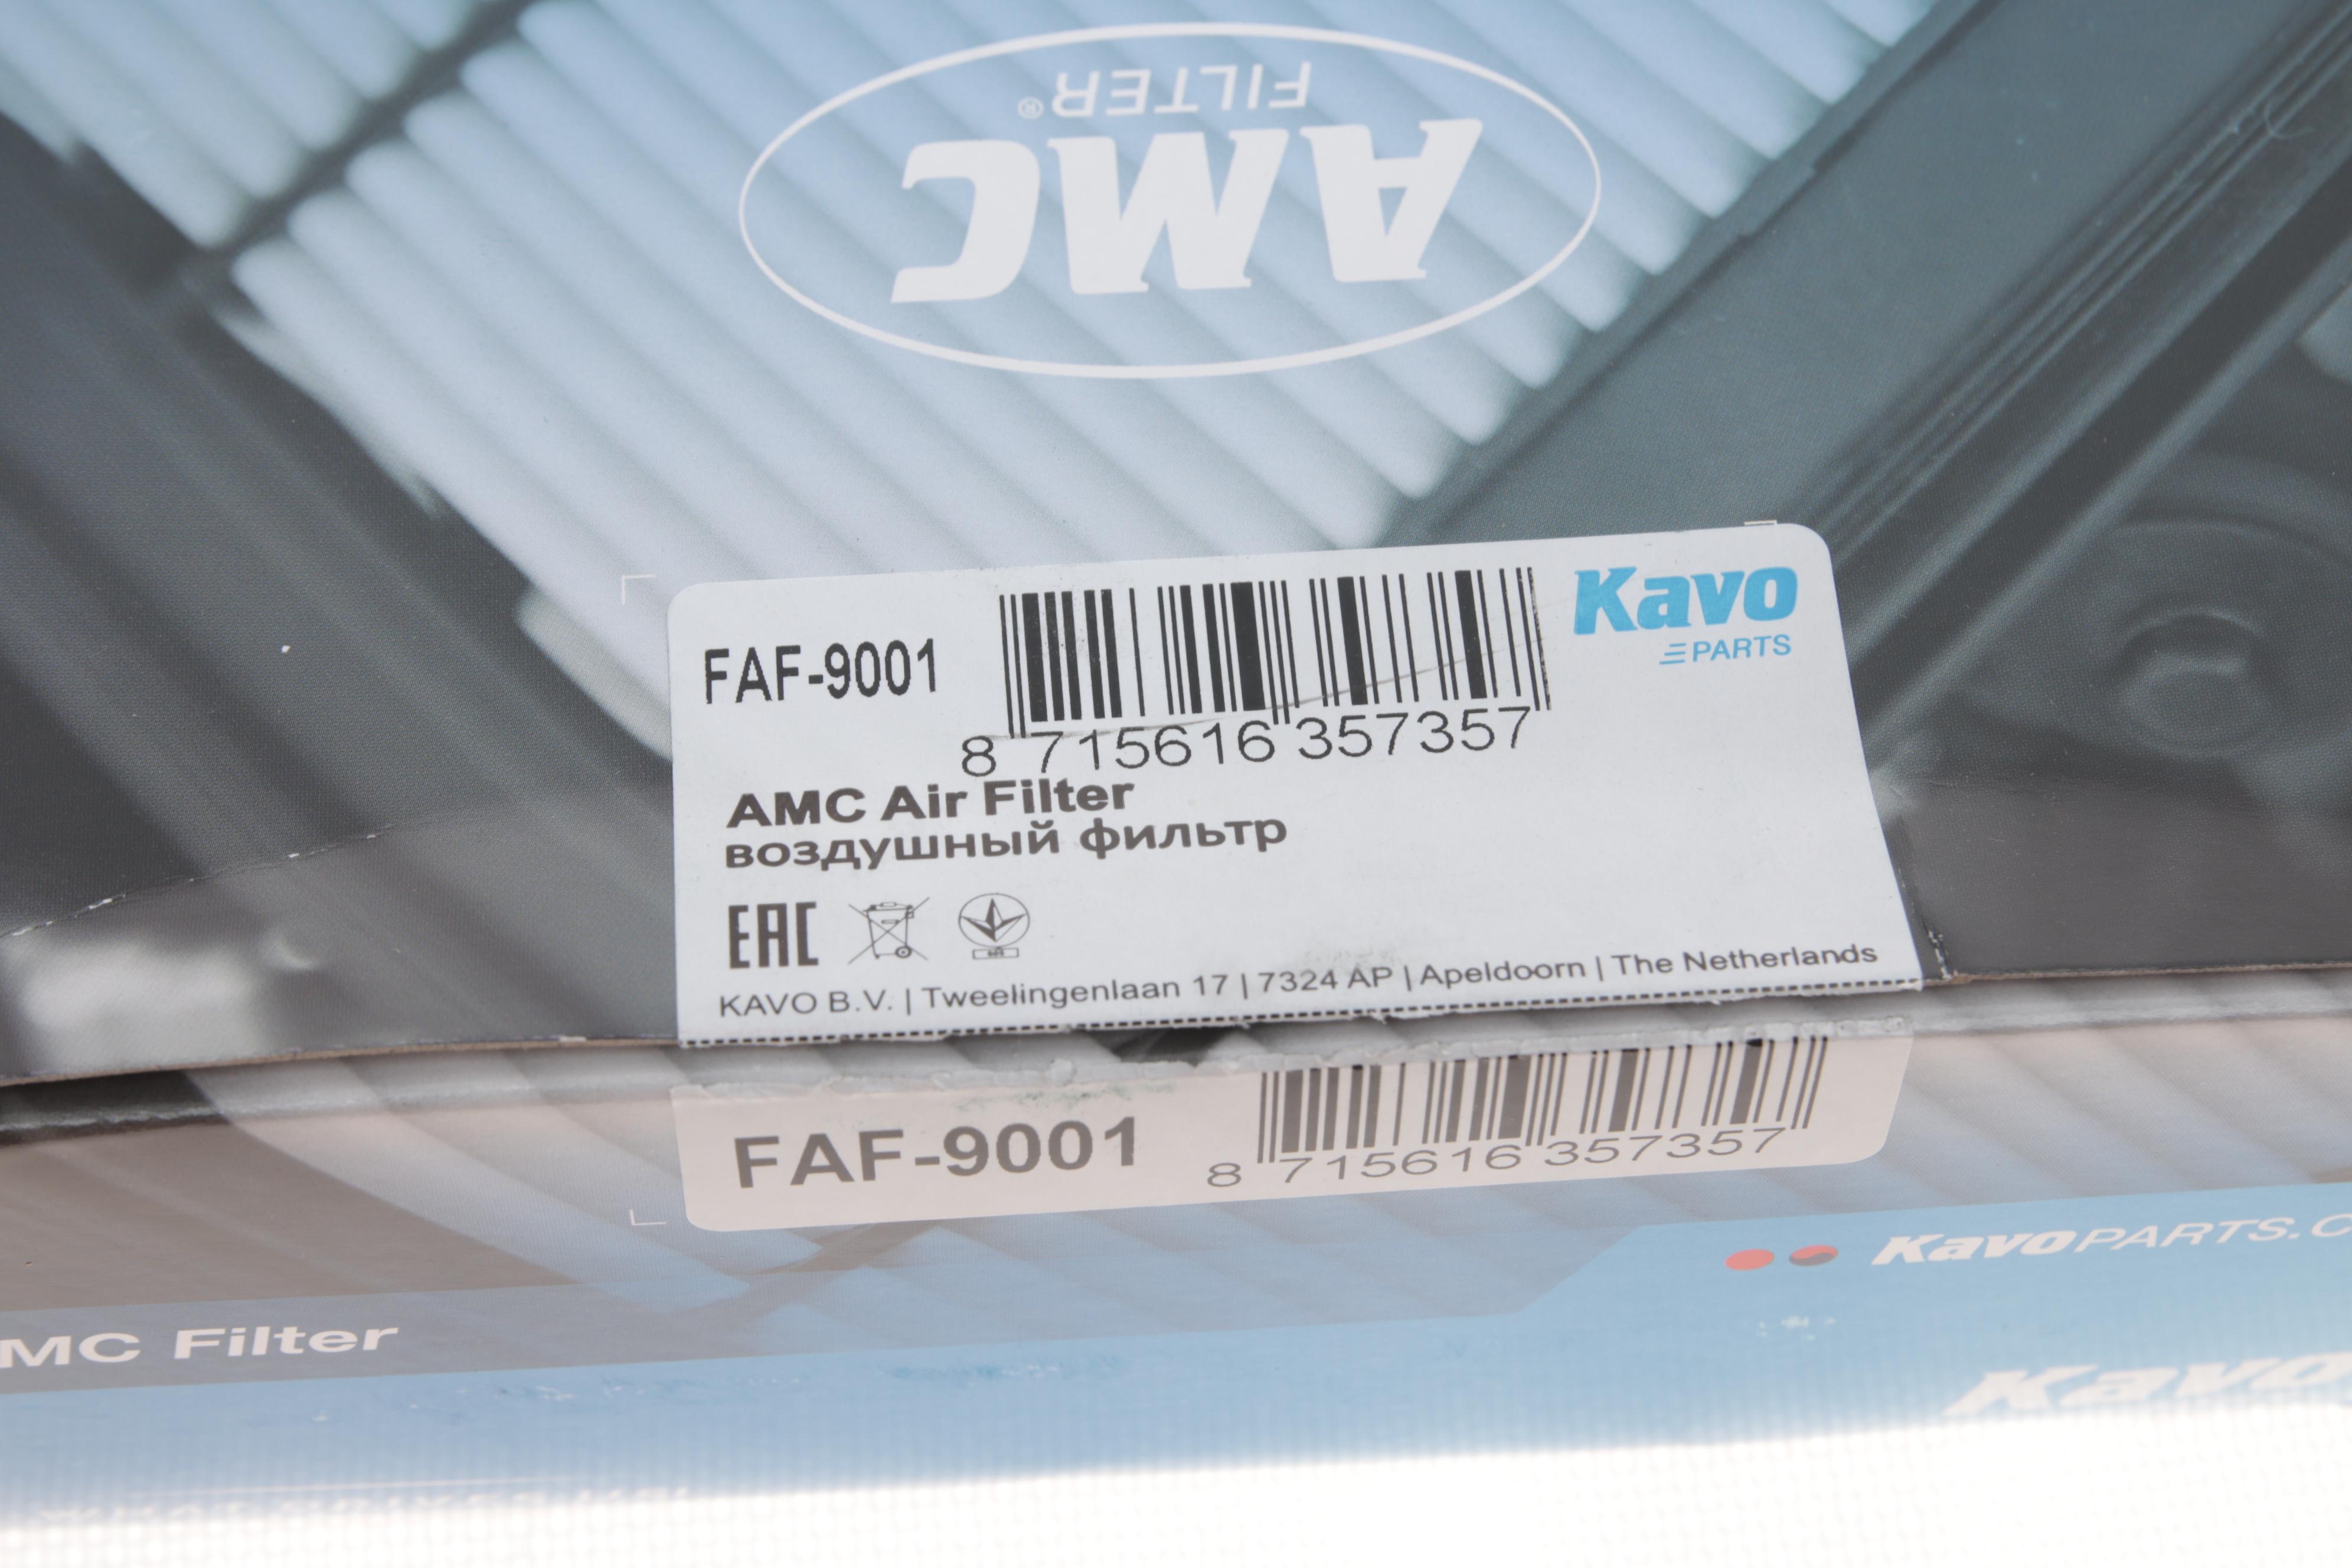 AMC
FILTER®
FAF-9001
Kavo
PARTS
8 715616 357357
AMC Air Filter
воздушный фильтр
EAC
KAVO B.V. | Tweelingenlaan 17 | 7324 AP | Apeldoorn | The Netherlands
FAF-9001
8 715616 357357
KavoPARTS.C
MC Filter
Kavo